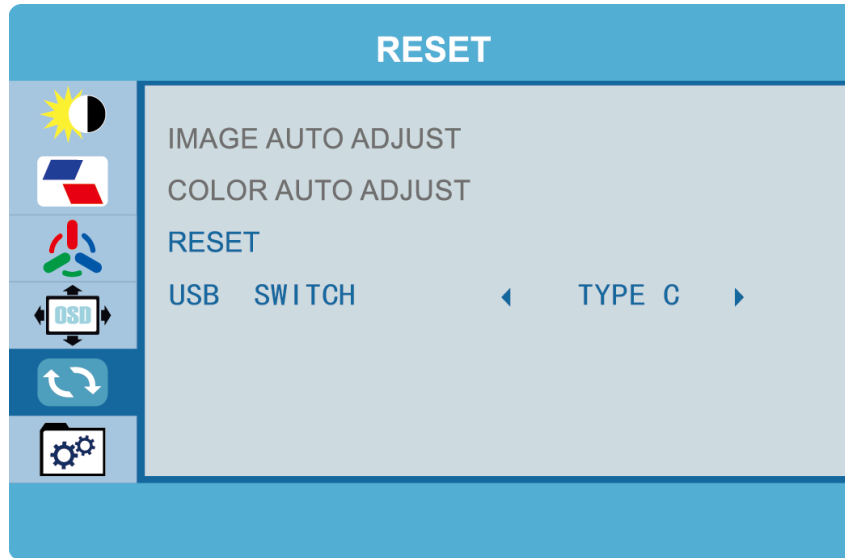 RESET
IMAGE AUTO ADJUST
COLOR AUTO ADJUST
RESET
USB SWITCH TYPE C
OSD